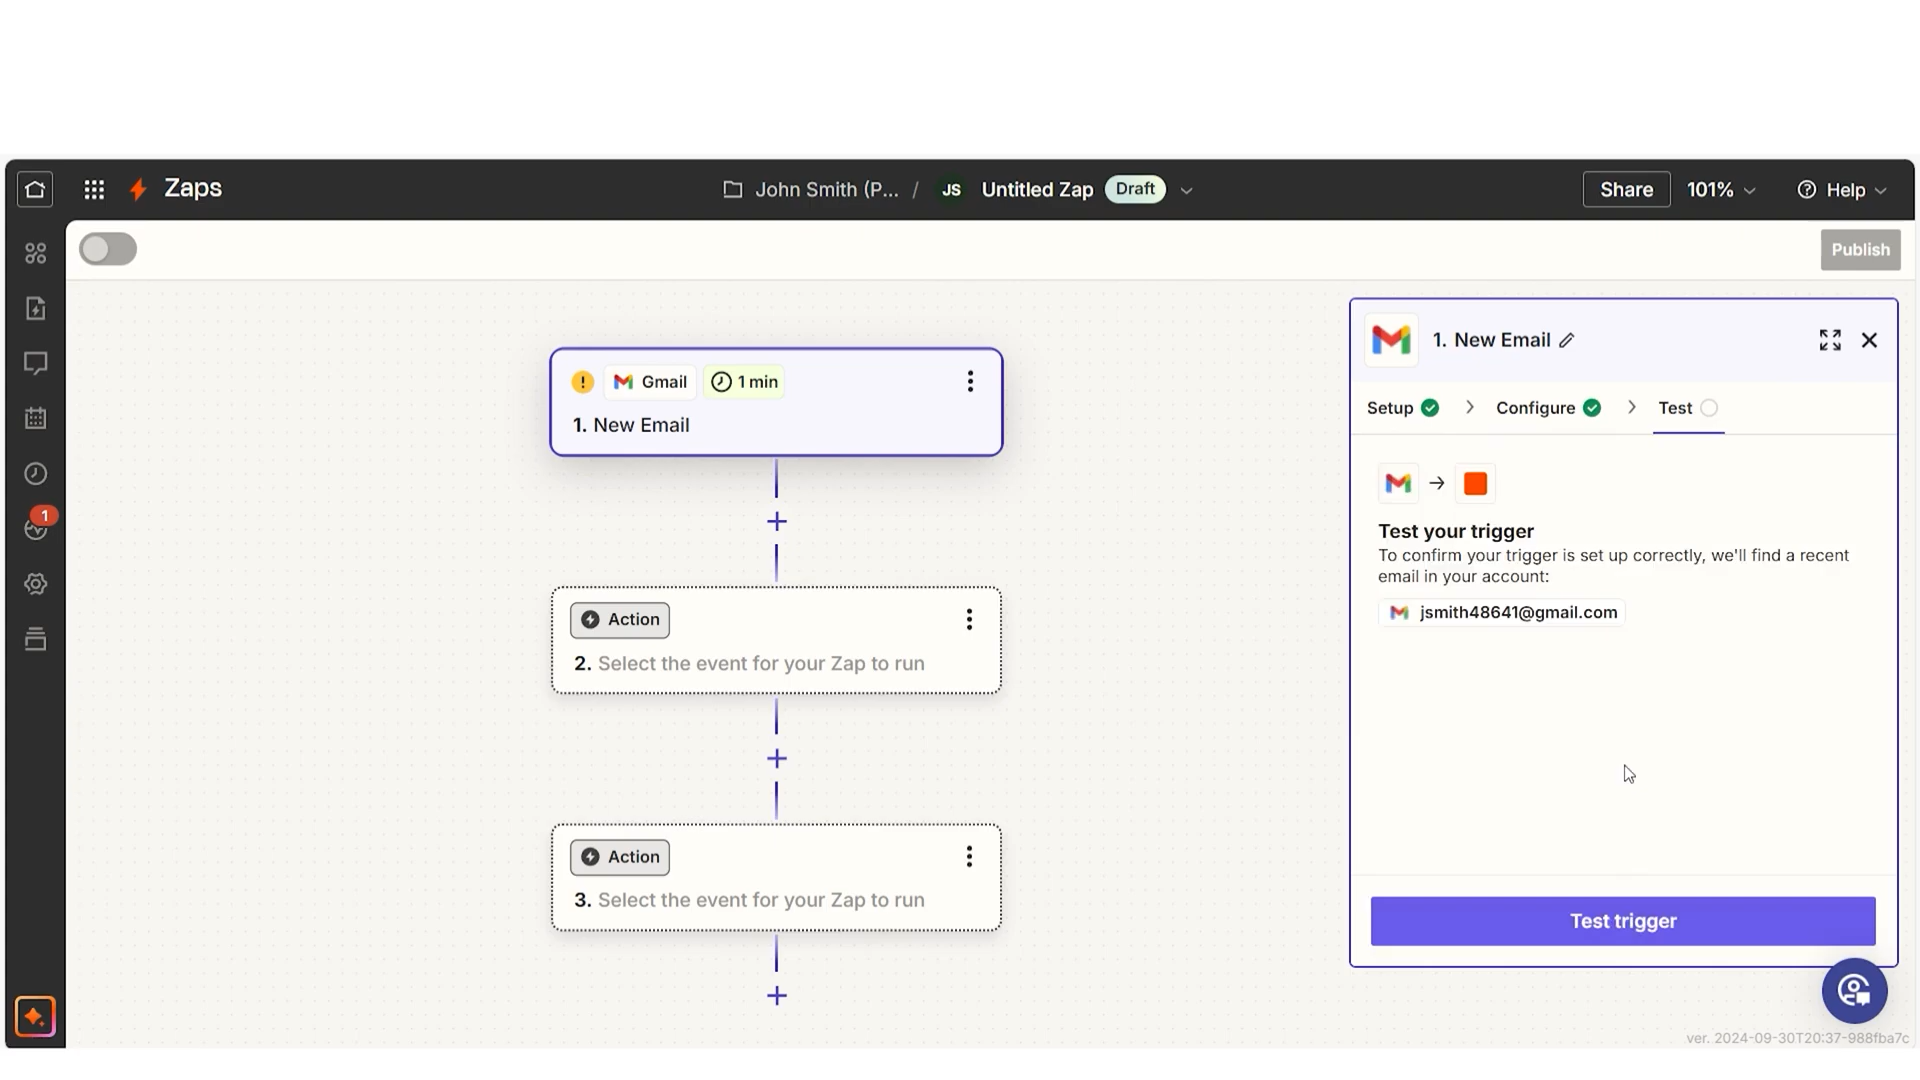 Zaps
John Smith (P... / JS Untitled Zap Draft
Share 101% Help
Publish
Gmail 1 min
1. New Email
Action
2. Select the event for your Zap to run
Action
3. Select the event for your Zap to run
1
1. New Email
Setup Configure Test
Test your trigger
To confirm your trigger is set up correctly, we'll find a recent
email in your account:
jsmith48641@gmail.com
Test trigger
ver. 2024-09-30T20:37-988fba7c